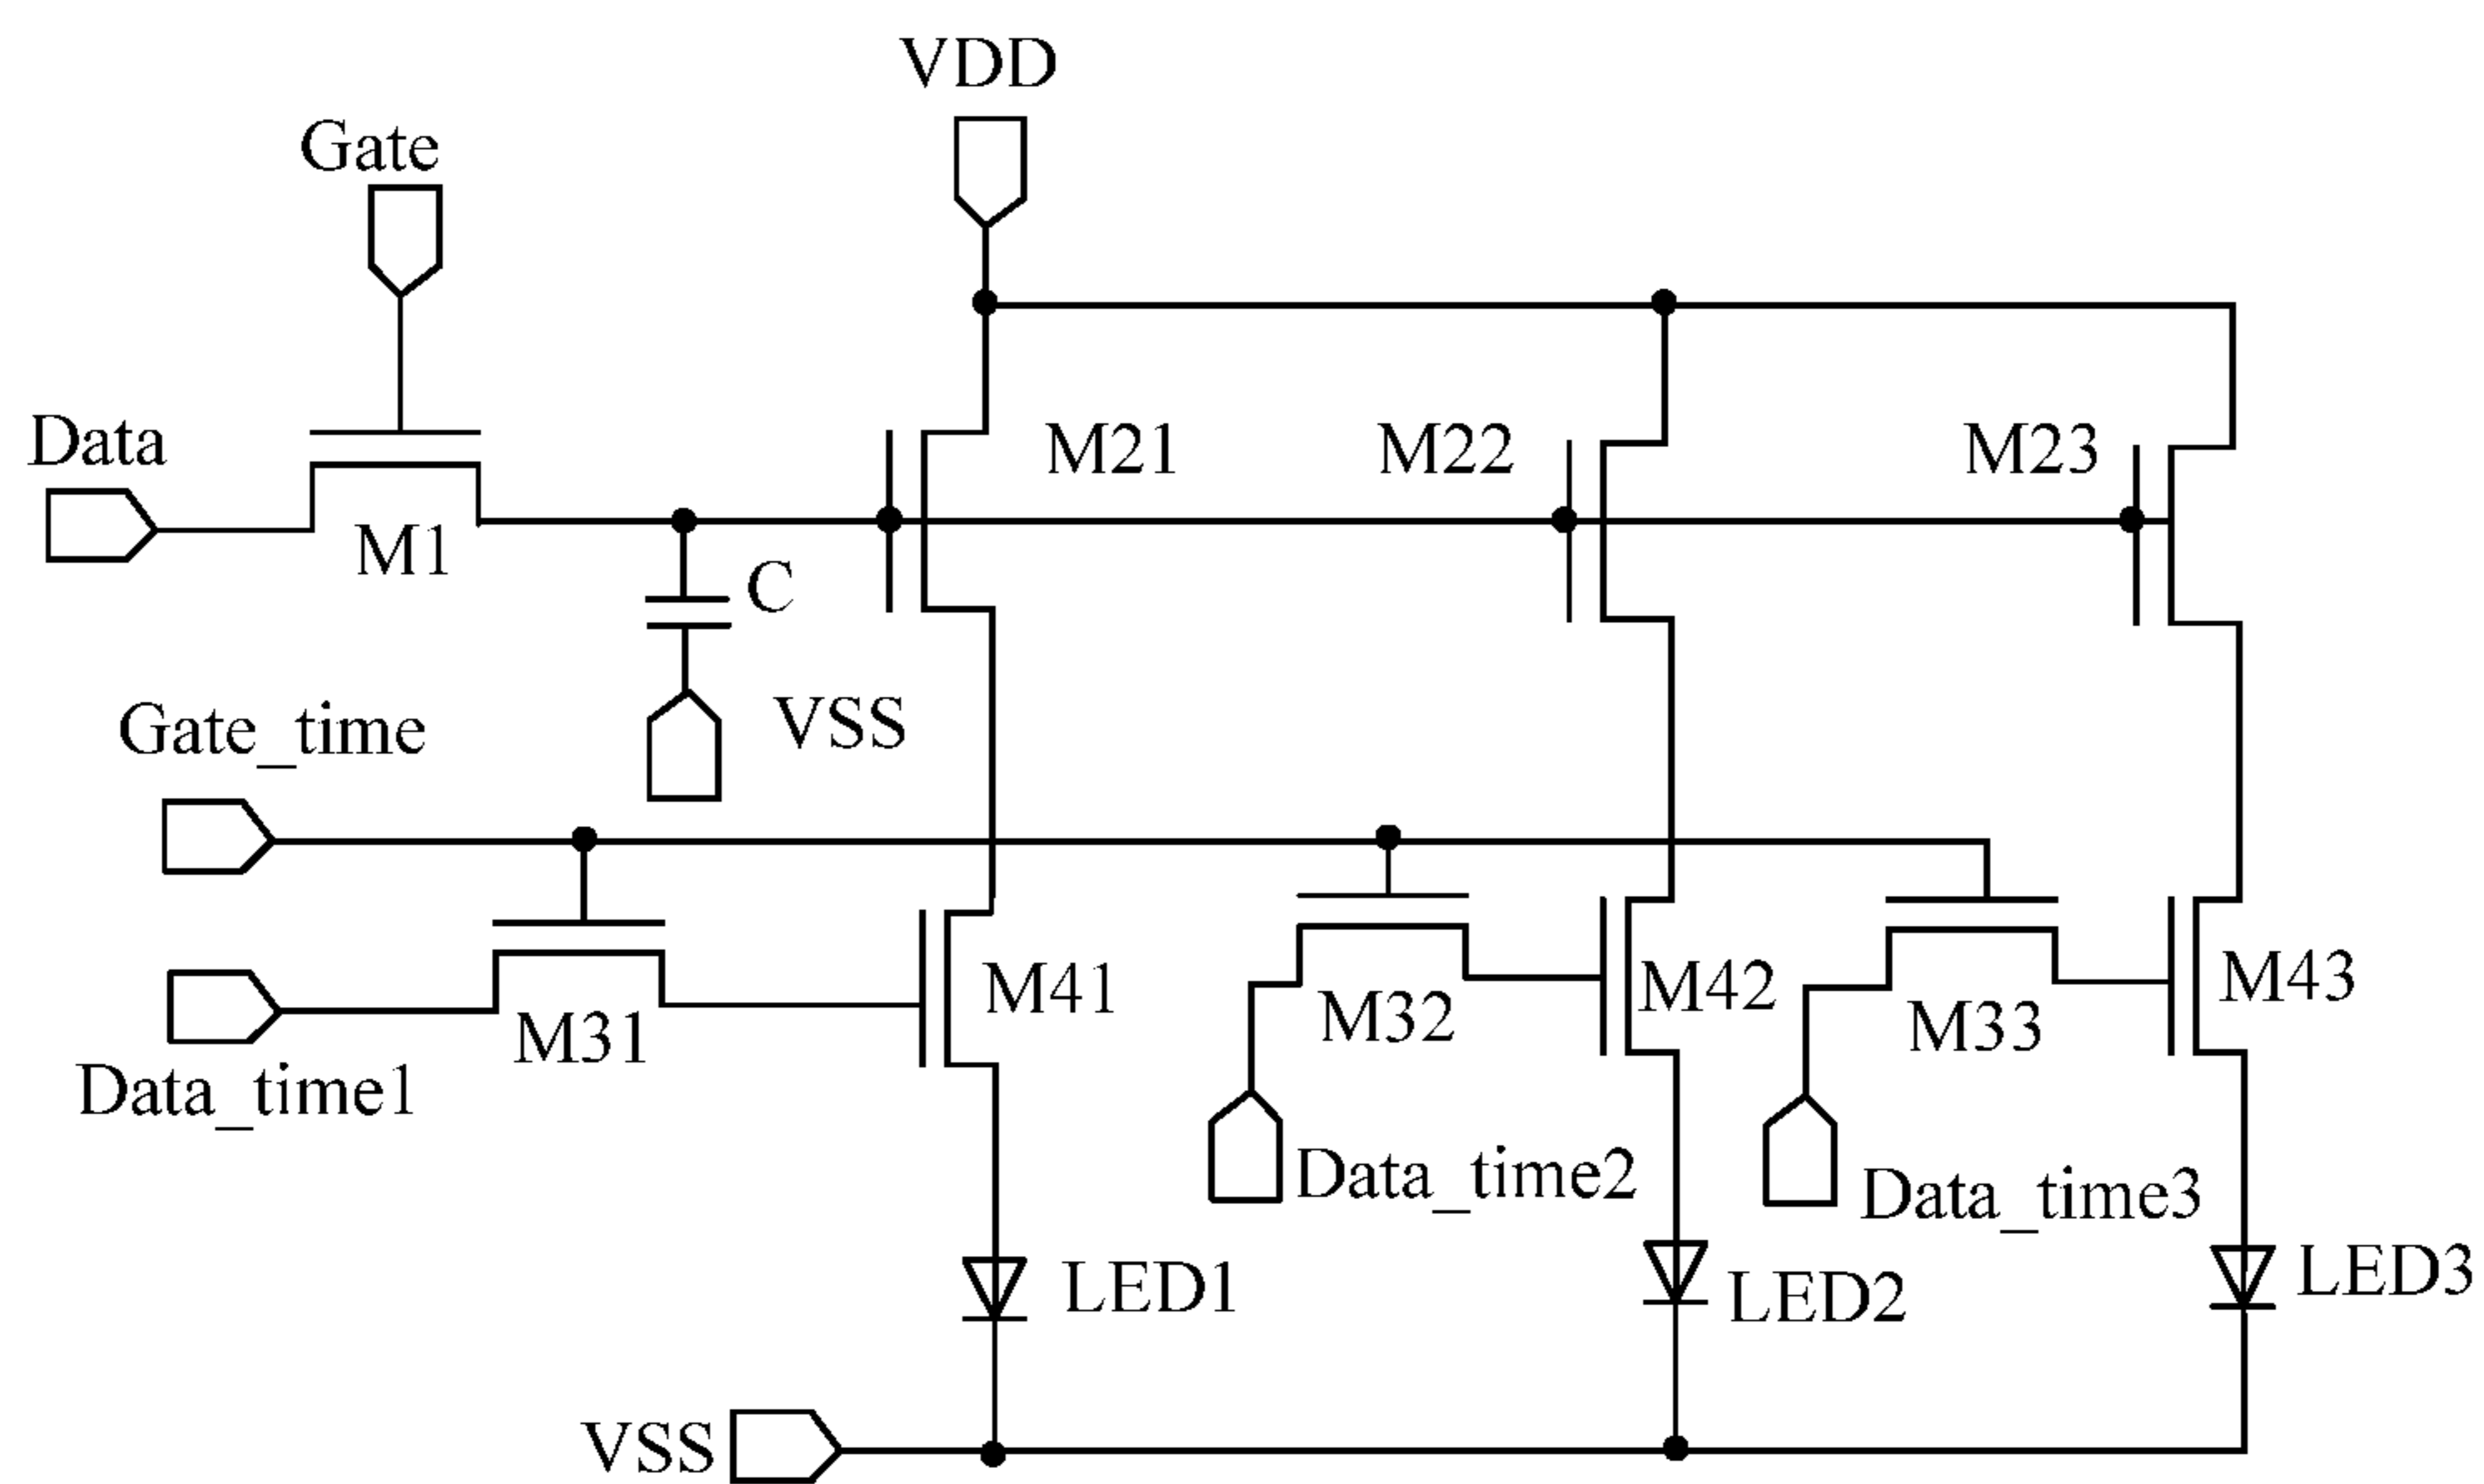 VDD
Gate
Data
M21
M22
M23
M1
C
VSS
Gate_time
M41
M42
M43
M31
M32
M33
Data_time1
Data_time2
Data_time3
LED1
LED2
LED3
VSS